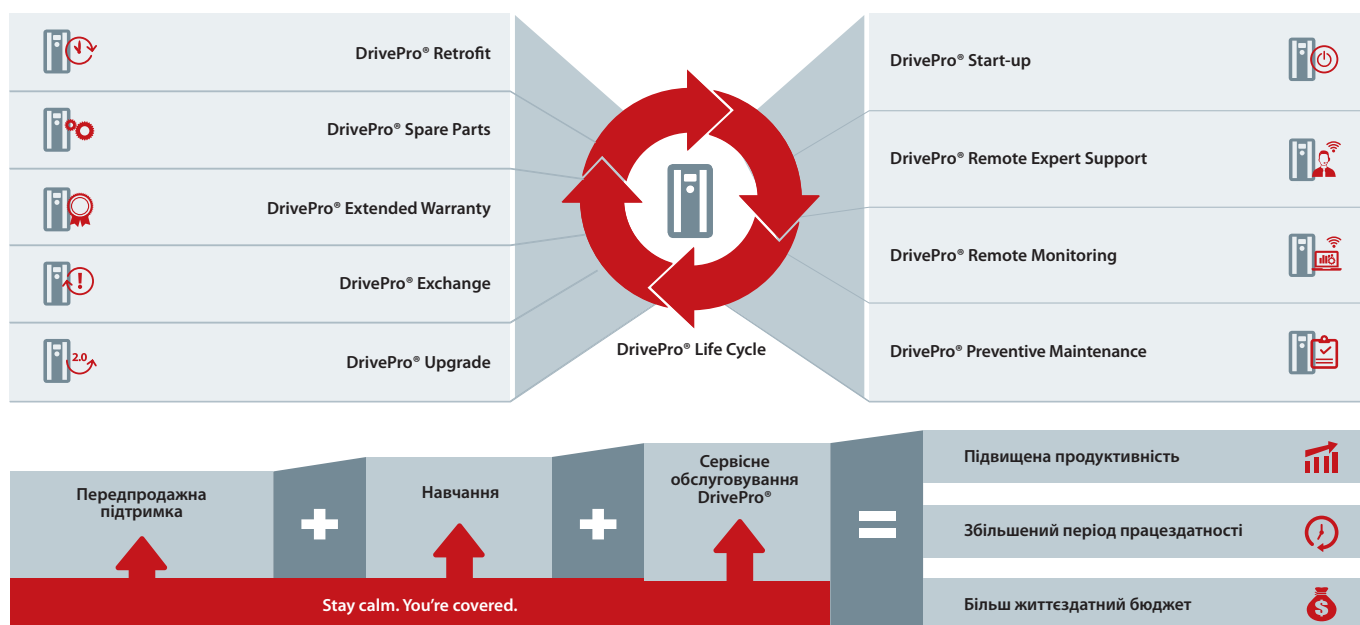 DrivePro® Retrofit
DrivePro® Spare Parts
DrivePro® Extended Warranty
DrivePro® Exchange
2.0
DrivePro® Upgrade
DrivePro® Life Cycle
DrivePro® Start-up
DrivePro® Remote Expert Support
DrivePro® Remote Monitoring
DrivePro® Preventive Maintenance
Передпродажна
підтримка
Навчання
Сервісне
обслуговування
DrivePro®
Stay calm. You're covered.
Підвищена продуктивність
Збільшений період працездатності
Більш життєздатний бюджет